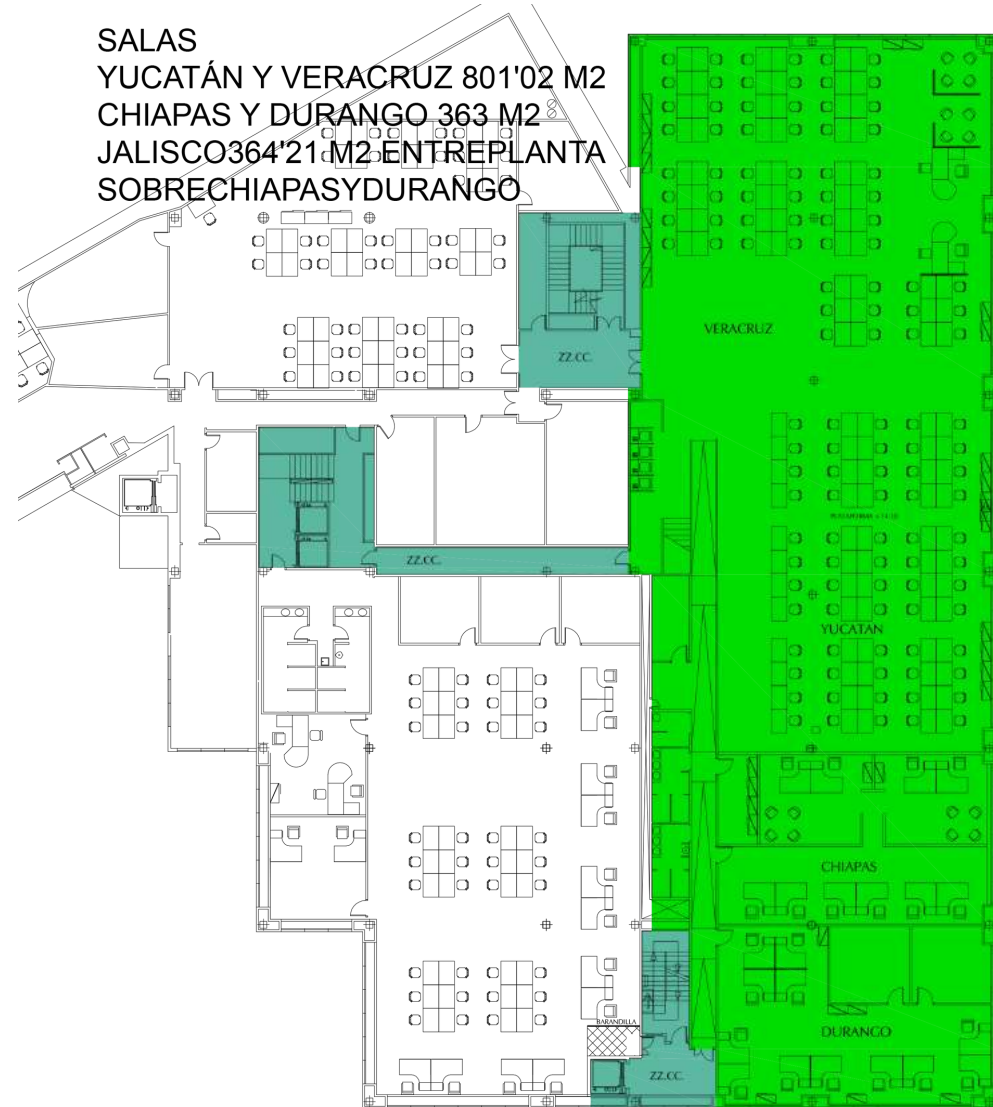 SALAS
YUCATÁN Y VERACRUZ 801'02 M2
CHIAPAS Y DURANGO 363 M2
JALISCO364'21 M2 ENTREPLANTA
SOBRECHIAPASYDURANGO
VERACRUZ
ZZ.CC.
ZZ.CC.
YUCATAN
CHIAPAS
DURANGO
BARANDILLA
ZZ.CC.